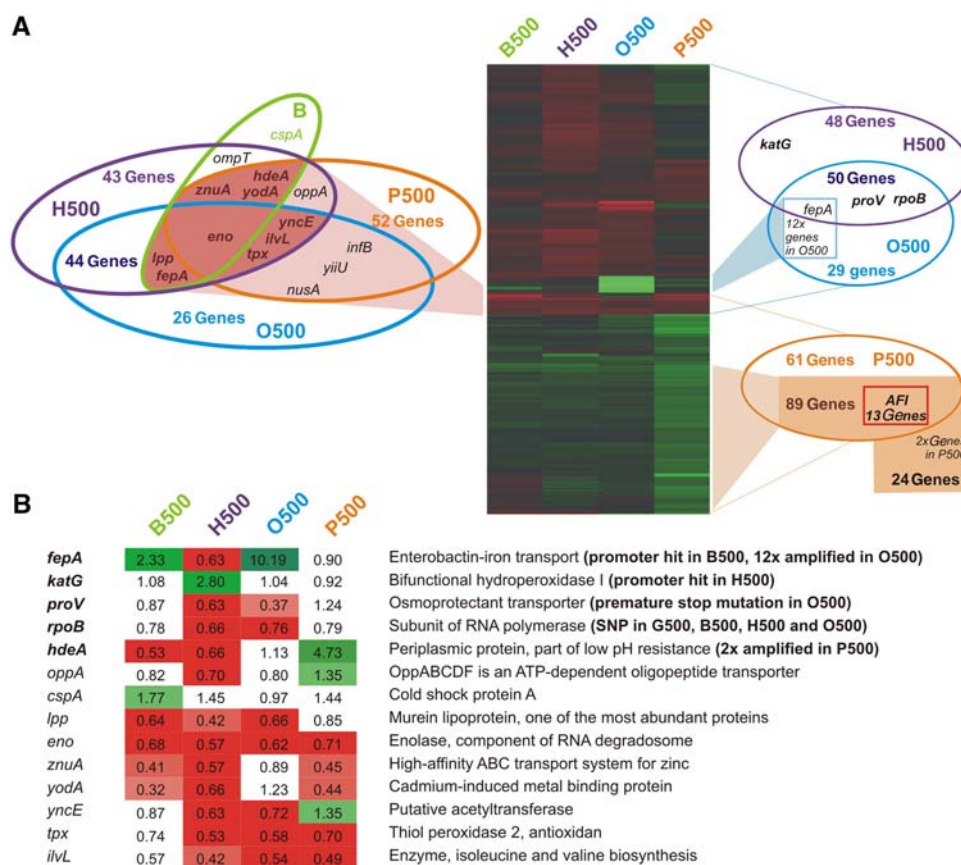 A
B500 H500 O500 P500
B
cspA
ompT
43 Genes
hdeA
znuA yodA oppA
P500
H500
52 Genes
yncE
eno ilvL infB
44 Genes lpp tpx
fepA yiiU
nusA
26 Genes
O500
48 Genes
katG H500
50 Genes
fepA proV rpoB
12x
genes
in O500
O500
29 genes
61 Genes P500
89 Genes
AFI
13Genes
2xGenes
in P500
24 Genes
B
B500 H500 O500 P500
fepA 2.33 0.63 10.19 0.90 Enterobactin-iron transport (promoter hit in B500, 12x amplified in O500)
katG 1.08 2.80 1.04 0.92 Bifunctional hydroperoxidase I (promoter hit in H500)
proV 0.87 0.63 0.37 1.24 Osmoprotectant transporter (premature stop mutation in O500)
rpoB 0.78 0.66 0.76 0.79 Subunit of RNA polymerase (SNP in G500, B500, H500 and O500)
hdeA 0.53 0.66 1.13 4.73 Periplasmic protein, part of low pH resistance (2x amplified in P500)
oppA 0.82 0.70 0.80 1.35 OppABCDF is an ATP-dependent oligopeptide transporter
cspA 1.77 1.45 0.97 1.44 Cold shock protein A
lpp 0.64 0.42 0.66 0.85 Murein lipoprotein, one of the most abundant proteins
eno 0.68 0.57 0.62 0.71 Enolase, component of RNA degradosome
znuA 0.41 0.57 0.89 0.45 High-affinity ABC transport system for zinc
yodA 0.32 0.66 1.23 0.44 Cadmium-induced metal binding protein
yncE 0.87 0.63 0.72 1.35 Putative acetyltransferase
tpx 0.74 0.53 0.58 0.70 Thiol peroxidase 2, antioxidan
ilvL 0.57 0.42 0.54 0.49 Enzyme, isoleucine and valine biosynthesis